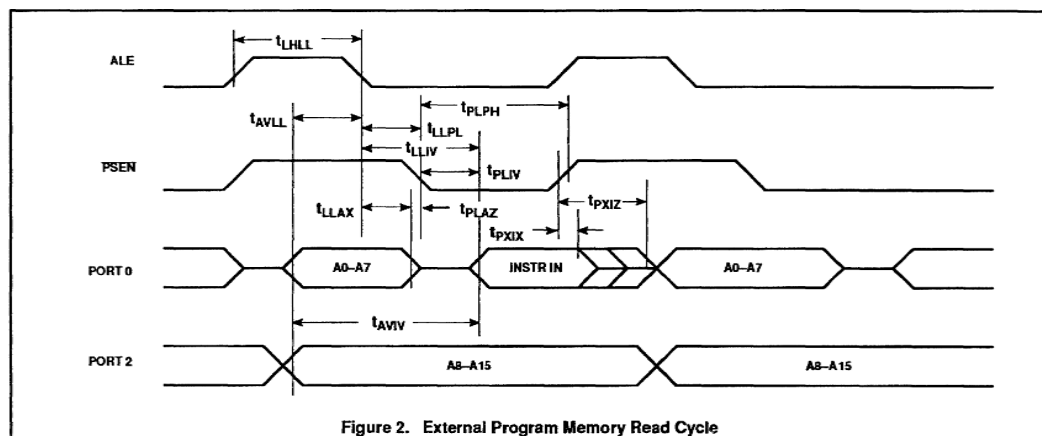 ALE
tLHLL
tAVLL
tPLPH
tLLPL
tLLIV
PSEN
tPLIV
tLLAX
tPLAZ
tPXIZ
tPXIX
PORT 0
A0–A7
INSTR IN
A0–A7
tAVIV
PORT 2
A8–A15
A8–A15
Figure 2. External Program Memory Read Cycle